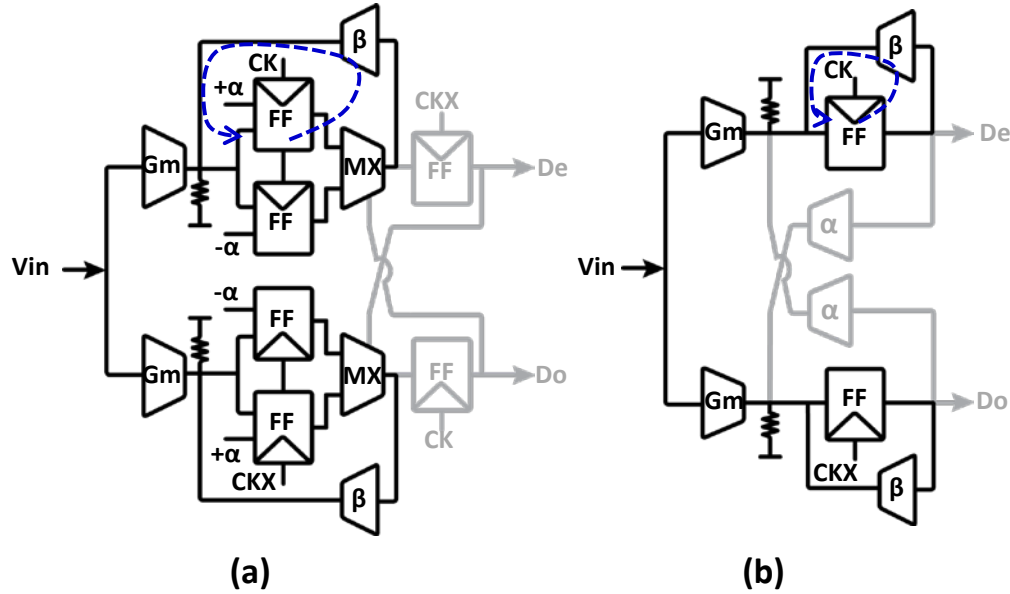 β
CK
+α
FF
CKX
Gm
MX
FF
De
FF
-α
Vin
-α
FF
Gm
MX
FF
Do
FF
CK
+α
CKX
β
(a)
β
CK
Gm
FF
De
α
Vin
α
Gm
FF
Do
CKX
β
(b)